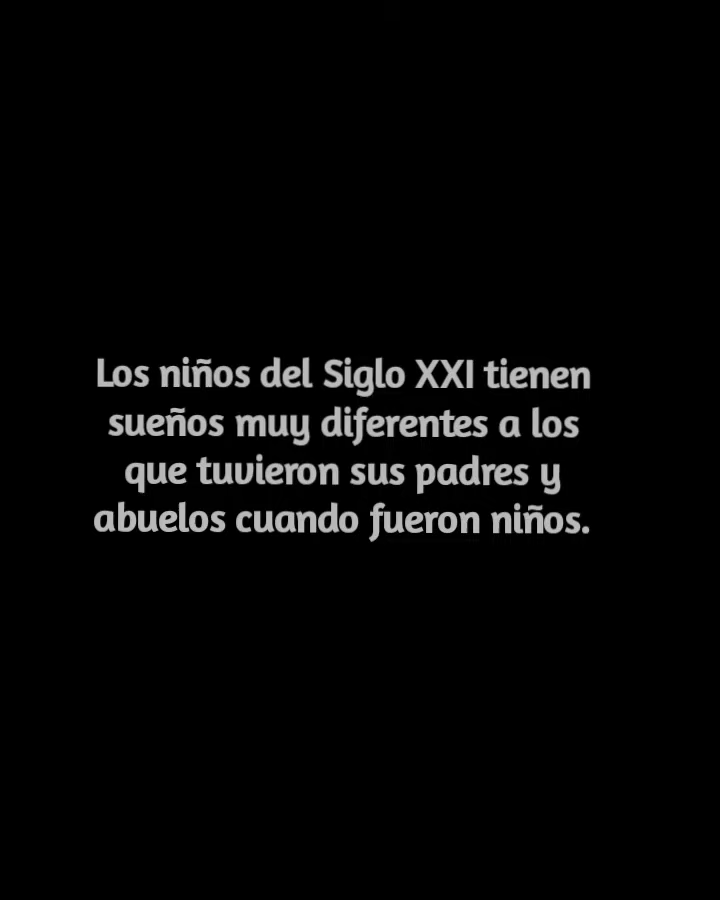 Los niños del Siglo XXI tienen
sueños muy diferentes a los
que tuvieron sus padres y
abuelos cuando fueron niños.